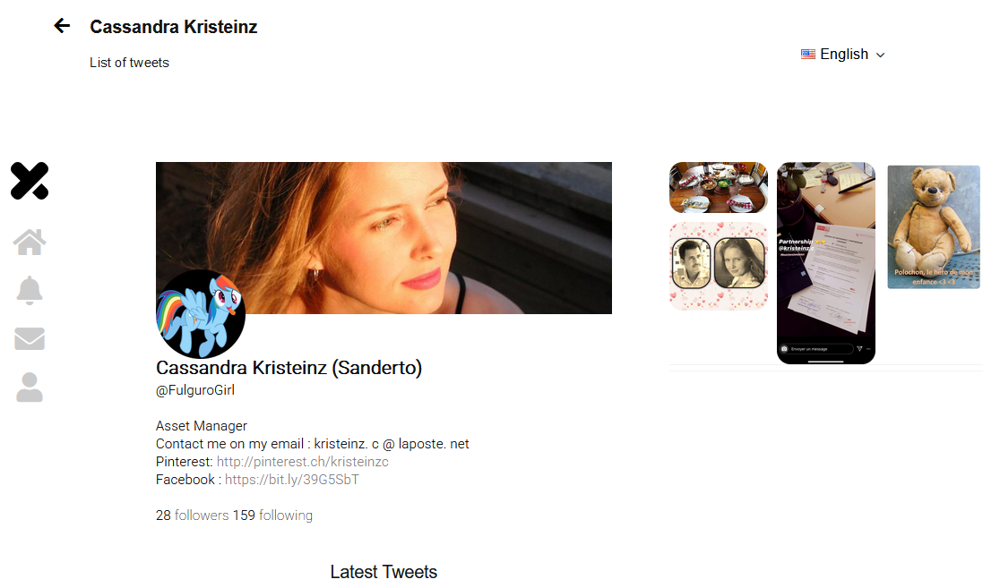 Cassandra Kristeinz
List of tweets
English
Cassandra Kristeinz (Sanderto)
@FulguroGirl
Asset Manager
Contact me on my email : kristeinz. c @ laposte. net
Pinterest: http://pinterest.ch/kristeinzc
Facebook : https://bit.ly/39G5SbT
28 followers 159 following
Latest Tweets
Partnership
@kristeinz
Envoyer un message
Polochon, le héro de mon
enfance <3 <3